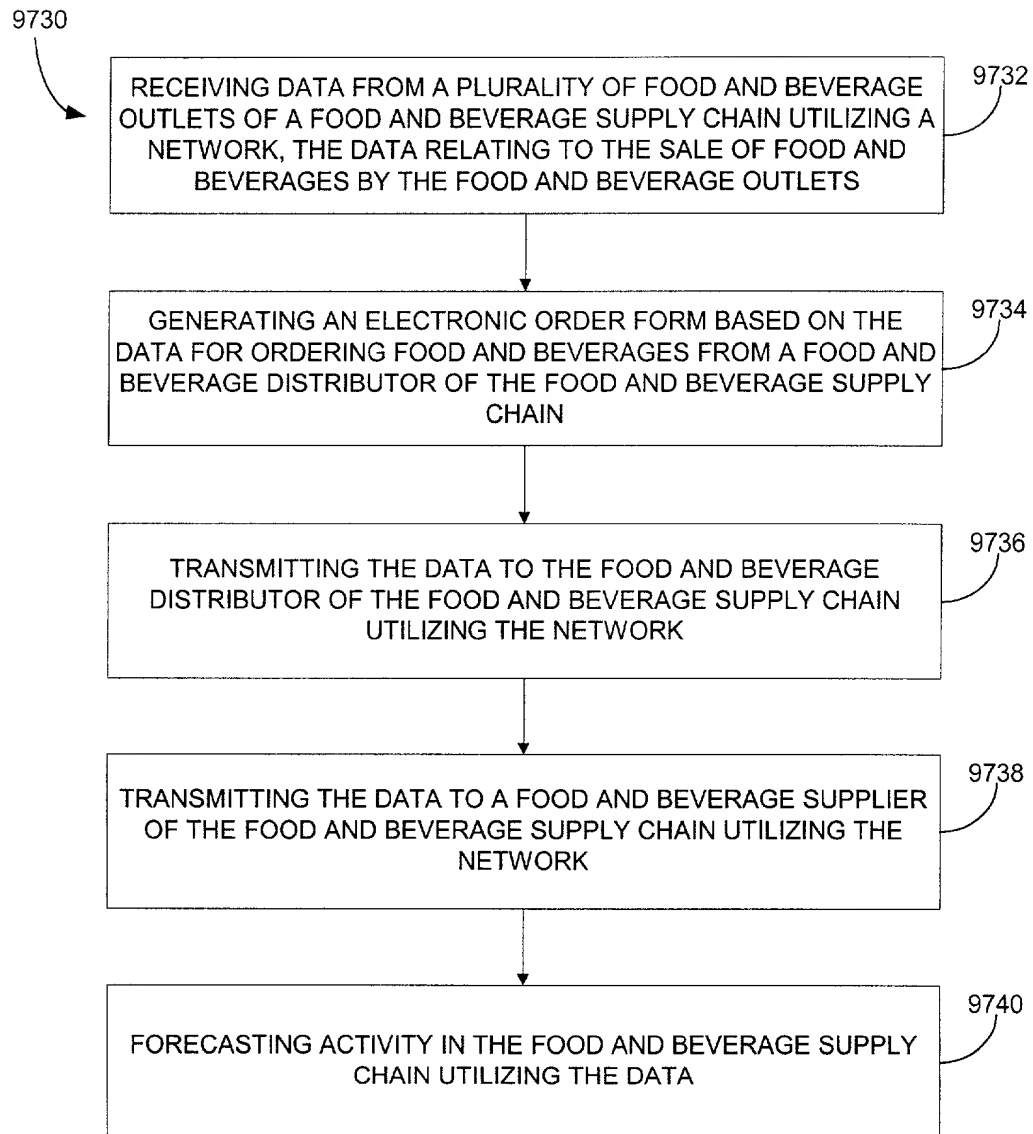 9730
9732
RECEIVING DATA FROM A PLURALITY OF FOOD AND BEVERAGE
OUTLETS OF A FOOD AND BEVERAGE SUPPLY CHAIN UTILIZING A
NETWORK, THE DATA RELATING TO THE SALE OF FOOD AND
BEVERAGES BY THE FOOD AND BEVERAGE OUTLETS
9734
GENERATING AN ELECTRONIC ORDER FORM BASED ON THE
DATA FOR ORDERING FOOD AND BEVERAGES FROM A FOOD AND
BEVERAGE DISTRIBUTOR OF THE FOOD AND BEVERAGE SUPPLY
CHAIN
9736
TRANSMITTING THE DATA TO THE FOOD AND BEVERAGE
DISTRIBUTOR OF THE FOOD AND BEVERAGE SUPPLY CHAIN
UTILIZING THE NETWORK
9738
TRANSMITTING THE DATA TO A FOOD AND BEVERAGE SUPPLIER
OF THE FOOD AND BEVERAGE SUPPLY CHAIN UTILIZING THE
NETWORK
9740
FORECASTING ACTIVITY IN THE FOOD AND BEVERAGE SUPPLY
CHAIN UTILIZING THE DATA